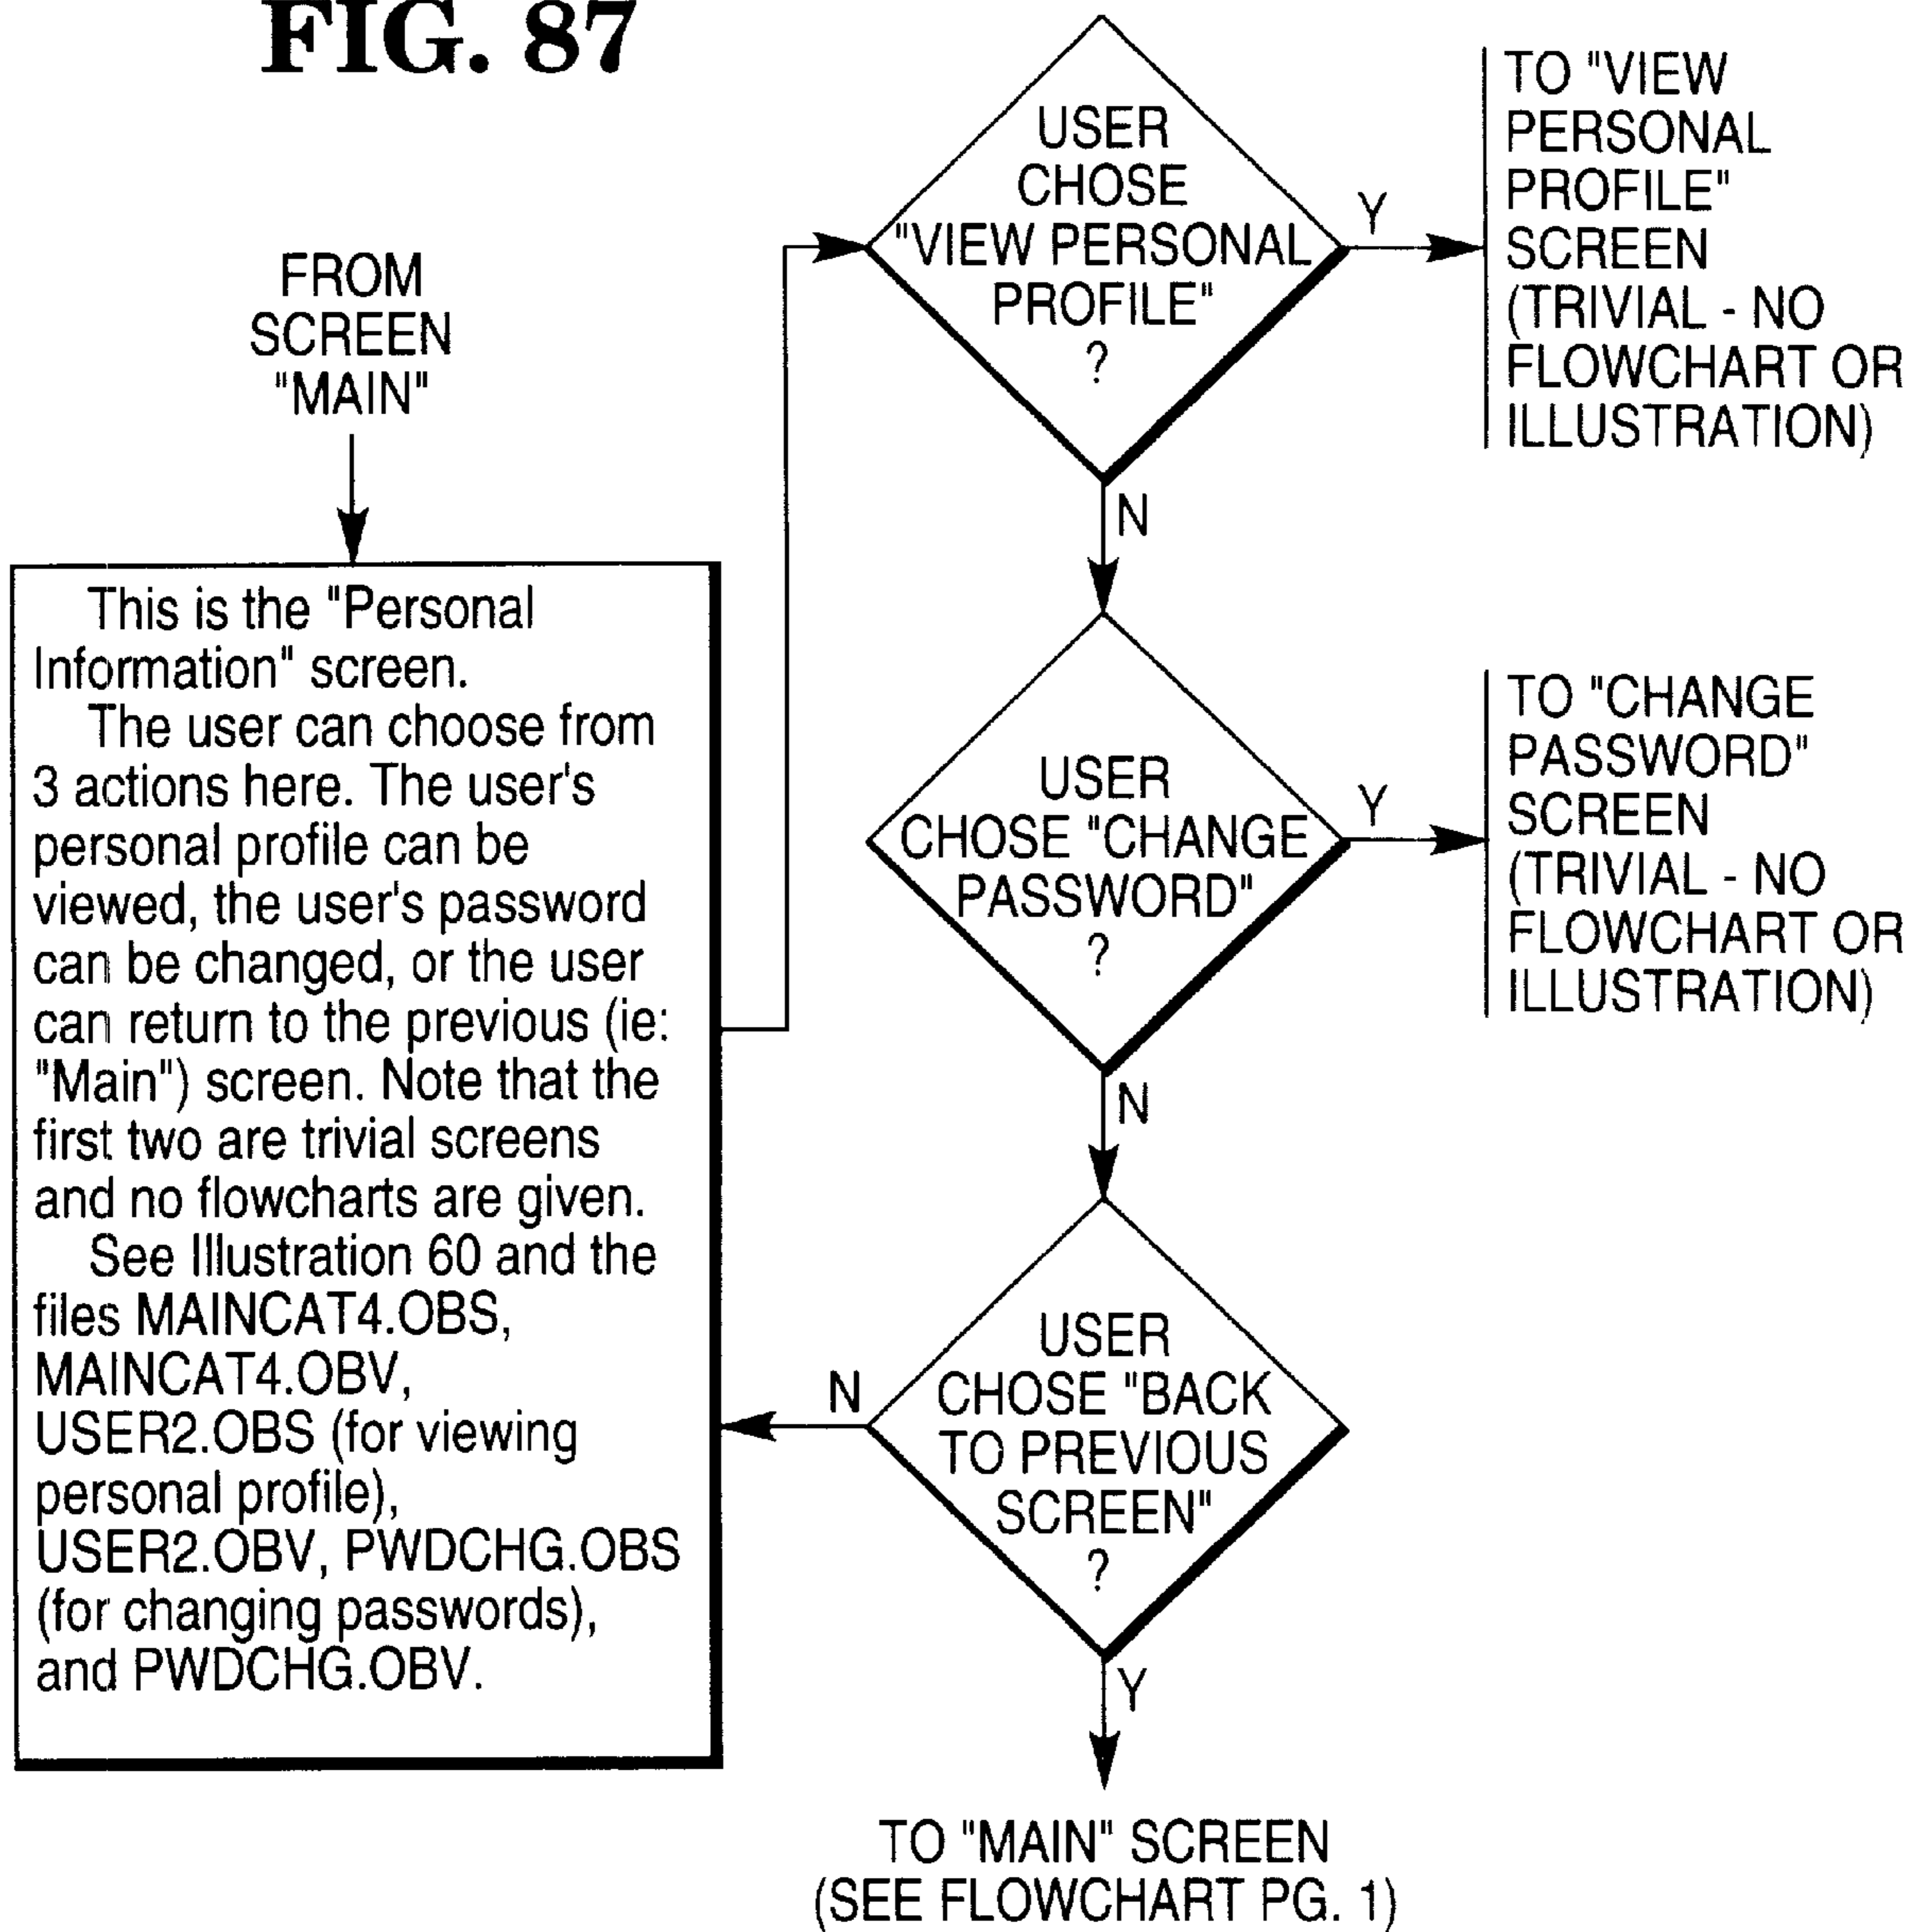 FIG. 87
FROM
SCREEN
"MAIN"
This is the "Personal
Information" screen.
The user can choose from
3 actions here. The user's
personal profile can be
viewed, the user's password
can be changed, or the user
can return to the previous (ie:
"Main") screen. Note that the
first two are trivial screens
and no flowcharts are given.
See Illustration 60 and the
files MAINCAT4.OBS,
MAINCAT4.OBV,
USER2.OBS (for viewing
personal profile),
USER2.OBV, PWDCHG.OBS
(for changing passwords),
and PWDCHG.OBV.
USER
CHOSE
"VIEW PERSONAL
PROFILE"
?
Y
TO "VIEW
PERSONAL
PROFILE"
SCREEN
(TRIVIAL - NO
FLOWCHART OR
ILLUSTRATION)
N
USER
CHOSE "CHANGE
PASSWORD"
?
Y
TO "CHANGE
PASSWORD"
SCREEN
(TRIVIAL - NO
FLOWCHART OR
ILLUSTRATION)
N
USER
CHOSE "BACK
TO PREVIOUS
SCREEN"
?
N
Y
TO "MAIN" SCREEN
(SEE FLOWCHART PG. 1)